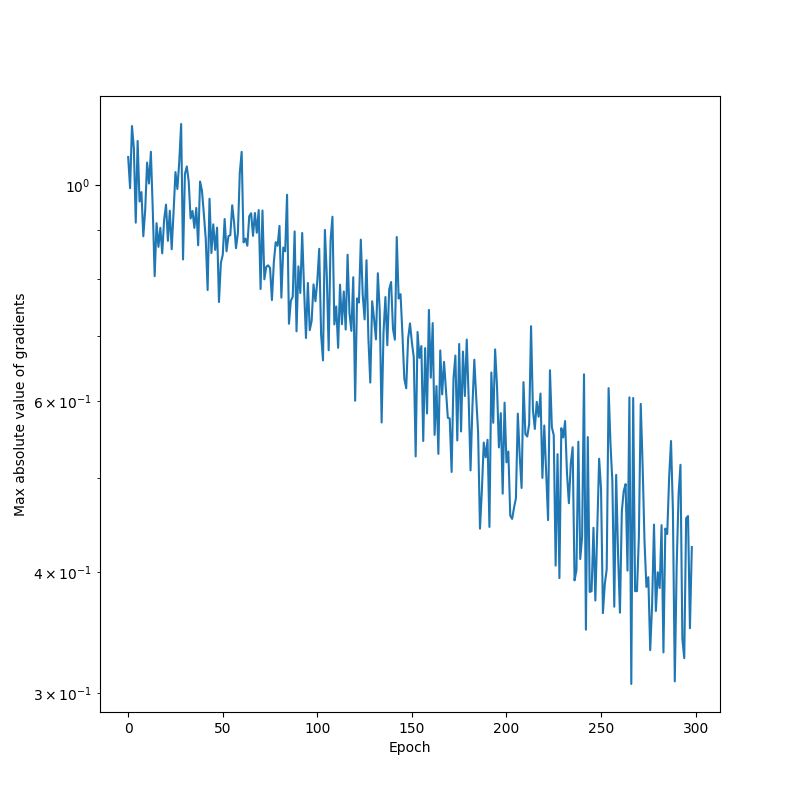 Max absolute value of gradients
10⁰
6 × 10⁻¹
4 × 10⁻¹
3 × 10⁻¹
0 50 100 150 200 250 300
Epoch